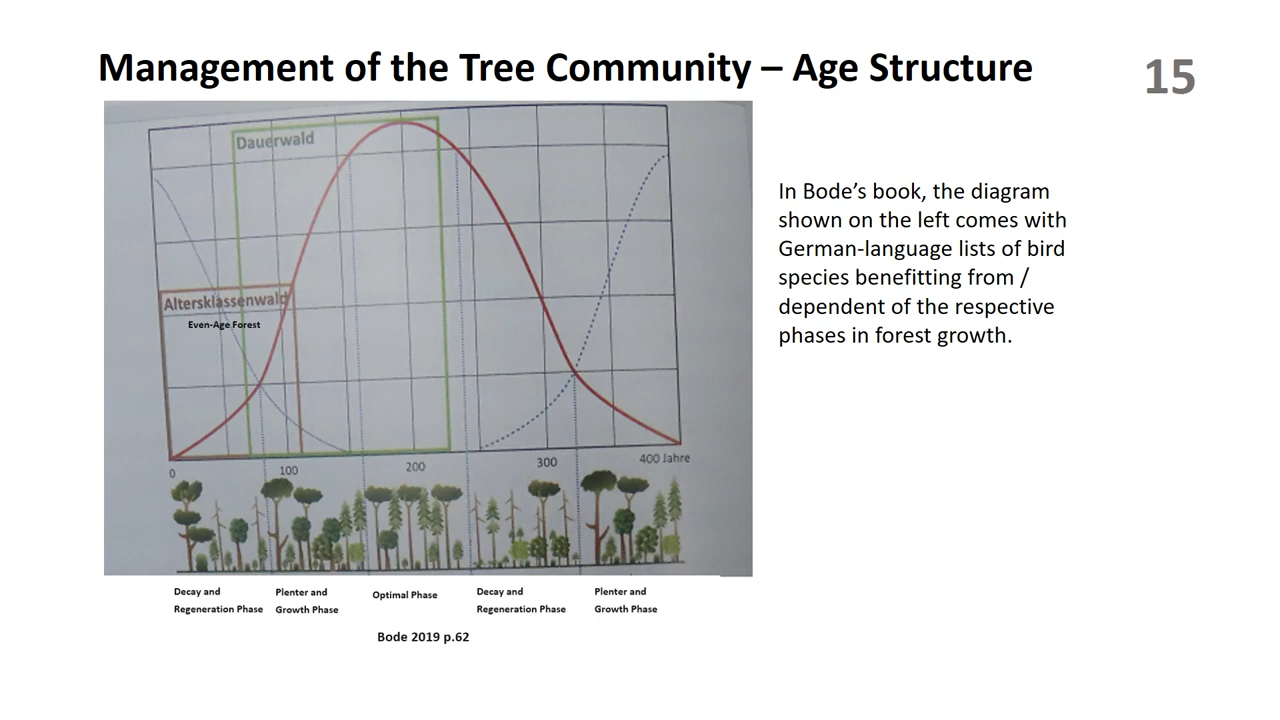 Management of the Tree Community – Age Structure
15
Dauerwald
Altersklassenwald
Even-Age Forest
0
100
200
300
400 Jahre
In Bode’s book, the diagram
shown on the left comes with
German-language lists of bird
species benefitting from /
dependent of the respective
phases in forest growth.
Decay and
Regeneration Phase
Plenter and
Growth Phase
Optimal Phase
Decay and
Regeneration Phase
Plenter and
Growth Phase
Bode 2019 p.62